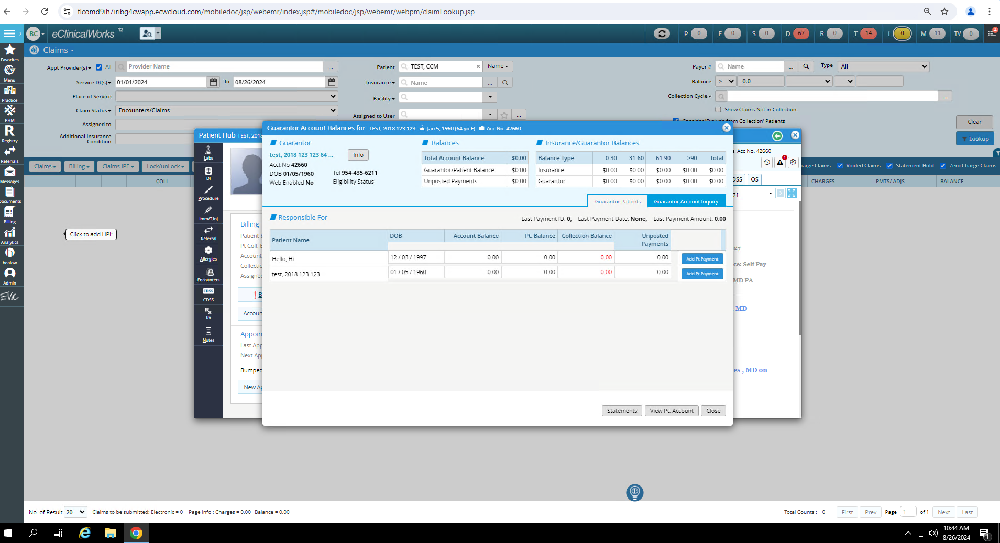 flcomd9ih7iribg4cwapp.ecwcloud.com/mobiledoc/jsp/webemr/index.jsp#/mobiledoc/jsp/webemr/webpm/claimLookup.jsp
BC eClinicalWorks 12 P 0 E 0 S 0 D 67 R 0 T 14 L 0 M 11 TV 0 2
Claims
Favorites
Menu
Practice
PHM
Registry
Referrals
Messages
Documents
Billing
Analytics
healow
Admin
EVA
Appt Provider(s) All Provider Name ...
Service Dt(s) 01/01/2024 To 08/26/2024
Place of Service
Claim Status Encounters/Claims
Assigned to
Additional Insurance
Condition
Patient TEST, CCM × Name
Insurance Name ...
Facility
Assigned to User ...
Payer # Name ... Type All
Balance > 0.0
Collection Cycle ...
Show Claims Not in Collection
Consider 'Exclude from Collection' Patients
Clear
Lookup
Claims Billing Claims IPE Lock/unLock
arge Claims Voided Claims Statement Hold Zero Charge Claims
COLL CHARGES PMTS/ ADJS BALANCE
Click to add HPI:
Patient Hub TEST, 2018
Labs
DI
Procedure
Imm/T.Inj
Referral
Allergies
Encounters
CDSS
CDSS
Rx
Rx
Notes
Billing
Patient B
Pt Coll. B
Account
Collectio
Assigned
! B
Accoun
Appoin
Last App
Next App
Bumped
New Ap
Acc No. 42660
1
DSS OS
71
27
ce: Self Pay
MD PA
, MD
es , MD on
Guarantor Account Balances for TEST, 2018 123 123 Jan 5, 1960 (64 yo F) Acc No. 42660
Guarantor
test, 2018 123 123 64 ... Info
Acct No 42660
DOB 01/05/1960 Tel 954-435-6211
Web Enabled No Eligibility Status
Balances
Total Account Balance $0.00
Guarantor/Patient Balance $0.00
Unposted Payments $0.00
Insurance/Guarantor Balances
Balance Type 0-30 31-60 61-90 >90 Total
Insurance $0.00 $0.00 $0.00 $0.00 $0.00
Guarantor $0.00 $0.00 $0.00 $0.00 $0.00
Guarantor Patients Guarantor Account Inquiry
Responsible For Last Payment ID: 0, Last Payment Date: None, Last Payment Amount: 0.00
Patient Name DOB Account Balance Pt. Balance Collection Balance Unposted Payments
Hello, Hi 12 / 03 / 1997 0.00 0.00 0.00 0.00 Add Pt Payment
test, 2018 123 123 01 / 05 / 1960 0.00 0.00 0.00 0.00 Add Pt Payment
Statements View Pt. Account Close
No. of Result 20 Claims to be submitted: Electronic = 0 Page Info : Charges = 0.00 Balance = 0.00 Total Counts : 0 First Prev Page 1 of 1 Next Last
10:44 AM
8/26/2024
1